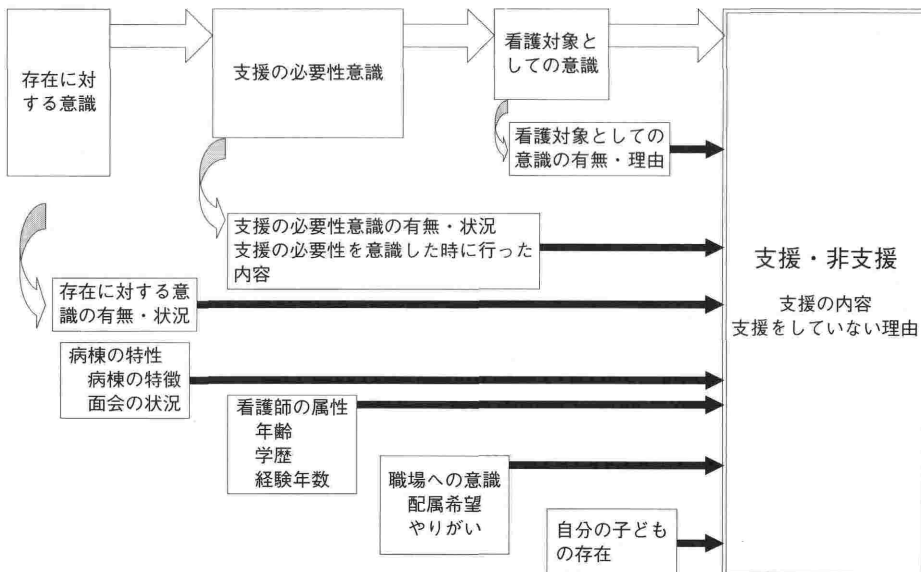 存在に対
する意識
支援の必要性意識
看護対象と
しての意識
看護対象としての
意識の有無・理由
支援の必要性意識の有無・状況
支援の必要性を意識した時に行った
内容
存在に対する意
識の有無・状況
病棟の特性
病棟の特徴
面会の状況
看護師の属性
年齢
学歴
経験年数
職場への意識
配属希望
やりがい
自分の子ども
の存在
支援・非支援
支援の内容
支援をしていない理由